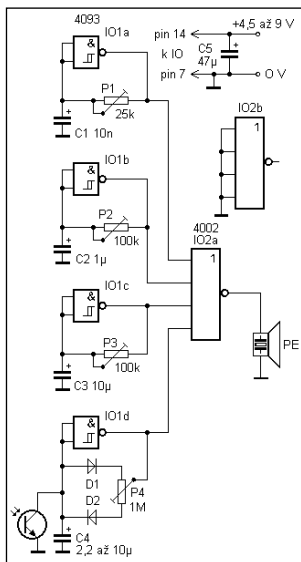 4093
IO1a
&
P1
25k
C1 10n
pin 14
+4,5 až 9 V
k IO
C5
47µ
pin 7
0 V
IO2b
1
IO1b
&
P2
100k
C2 1µ
4002
IO2a
1
IO1c
&
P3
100k
C3 10µ
PE
IO1d
&
D1
D2
P4
1M
C4
2,2 až 10µ